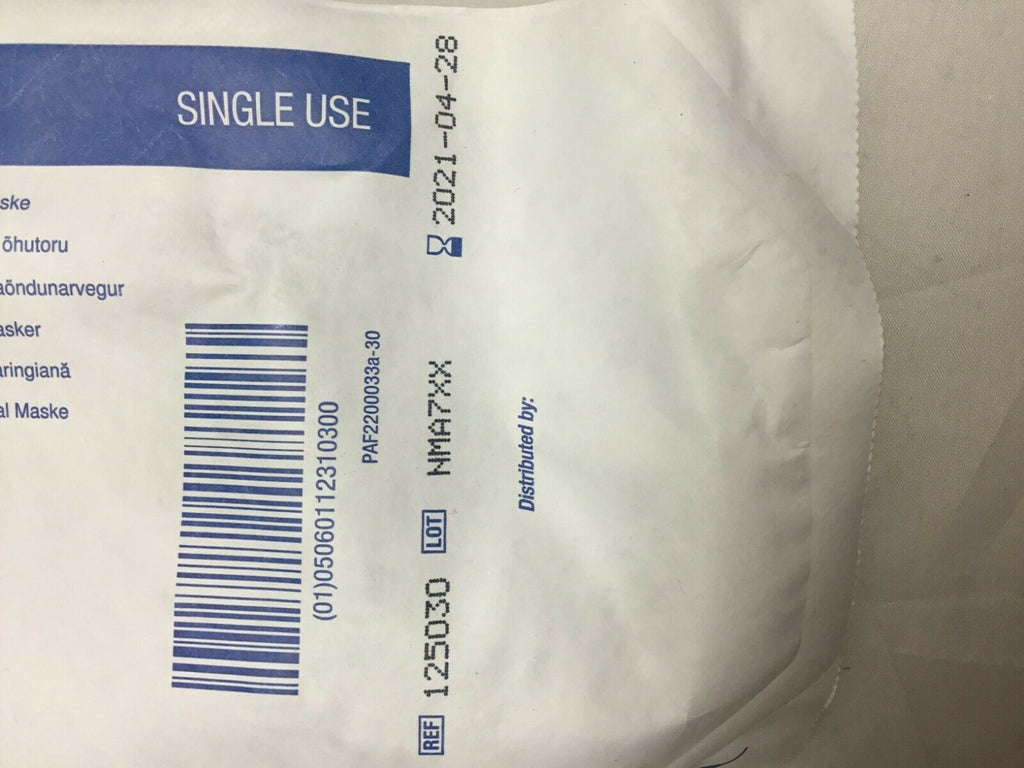 SINGLE USE
ske
õhutoru
aöndunarvegur
asker
aringiană
al Maske
(01)05060112310300
PAF2200033a-30
REF 125030 LOT NMA7XX 2021-04-28
Distributed by: